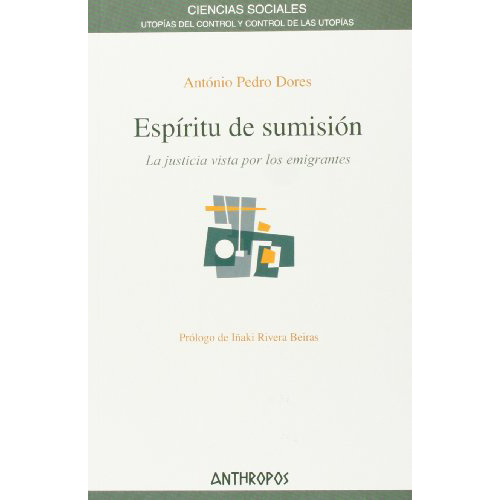 CIENCIAS SOCIALES
UTOPÍAS DEL CONTROL Y CONTROL DE LAS UTOPÍAS
António Pedro Dores
Espíritu de sumisión
La justicia vista por los emigrantes
Prólogo de Iñaki Rivera Beiras
ANTHROPOS